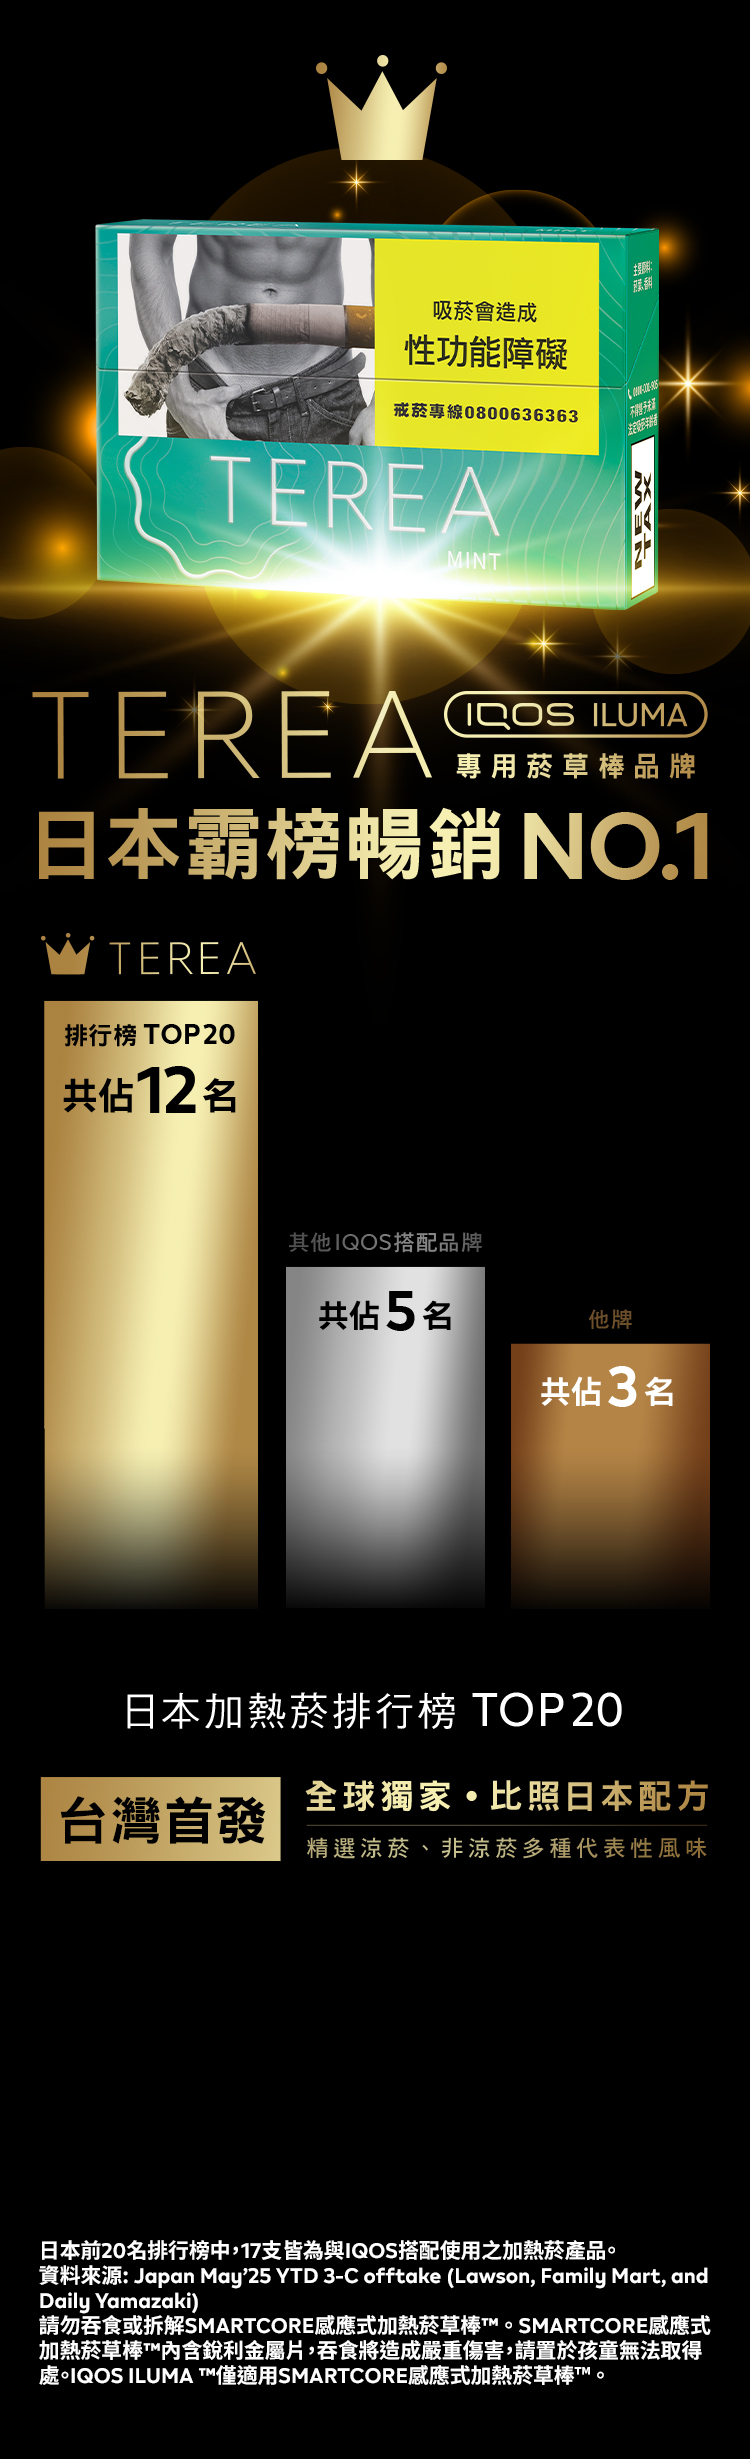 吸菸會造成
性功能障礙
戒菸專線0800636363
TEREA
MINT
NEW
TAX
TEREA
IQOS ILUMA
專用菸草棒品牌
日本霸榜暢銷 NO.1
TEREA
排行榜 TOP20
共佔12名
其他IQOS搭配品牌
共佔5名
他牌
共佔3名
日本加熱菸排行榜 TOP20
台灣首發
全球獨家•比照日本配方
精選涼菸、非涼菸多種代表性風味
日本前20名排行榜中,17支皆為與IQOS搭配使用之加熱菸產品。
資料來源: Japan May'25 YTD 3-C offtake (Lawson, Family Mart, and
Daily Yamazaki)
請勿吞食或拆解SMARTCORE感應式加熱菸草棒™。SMARTCORE感應式
加熱菸草棒™內含銳利金屬片,吞食將造成嚴重傷害,請置於孩童無法取得
處。IQOS ILUMA ™僅適用SMARTCORE感應式加熱菸草棒™。